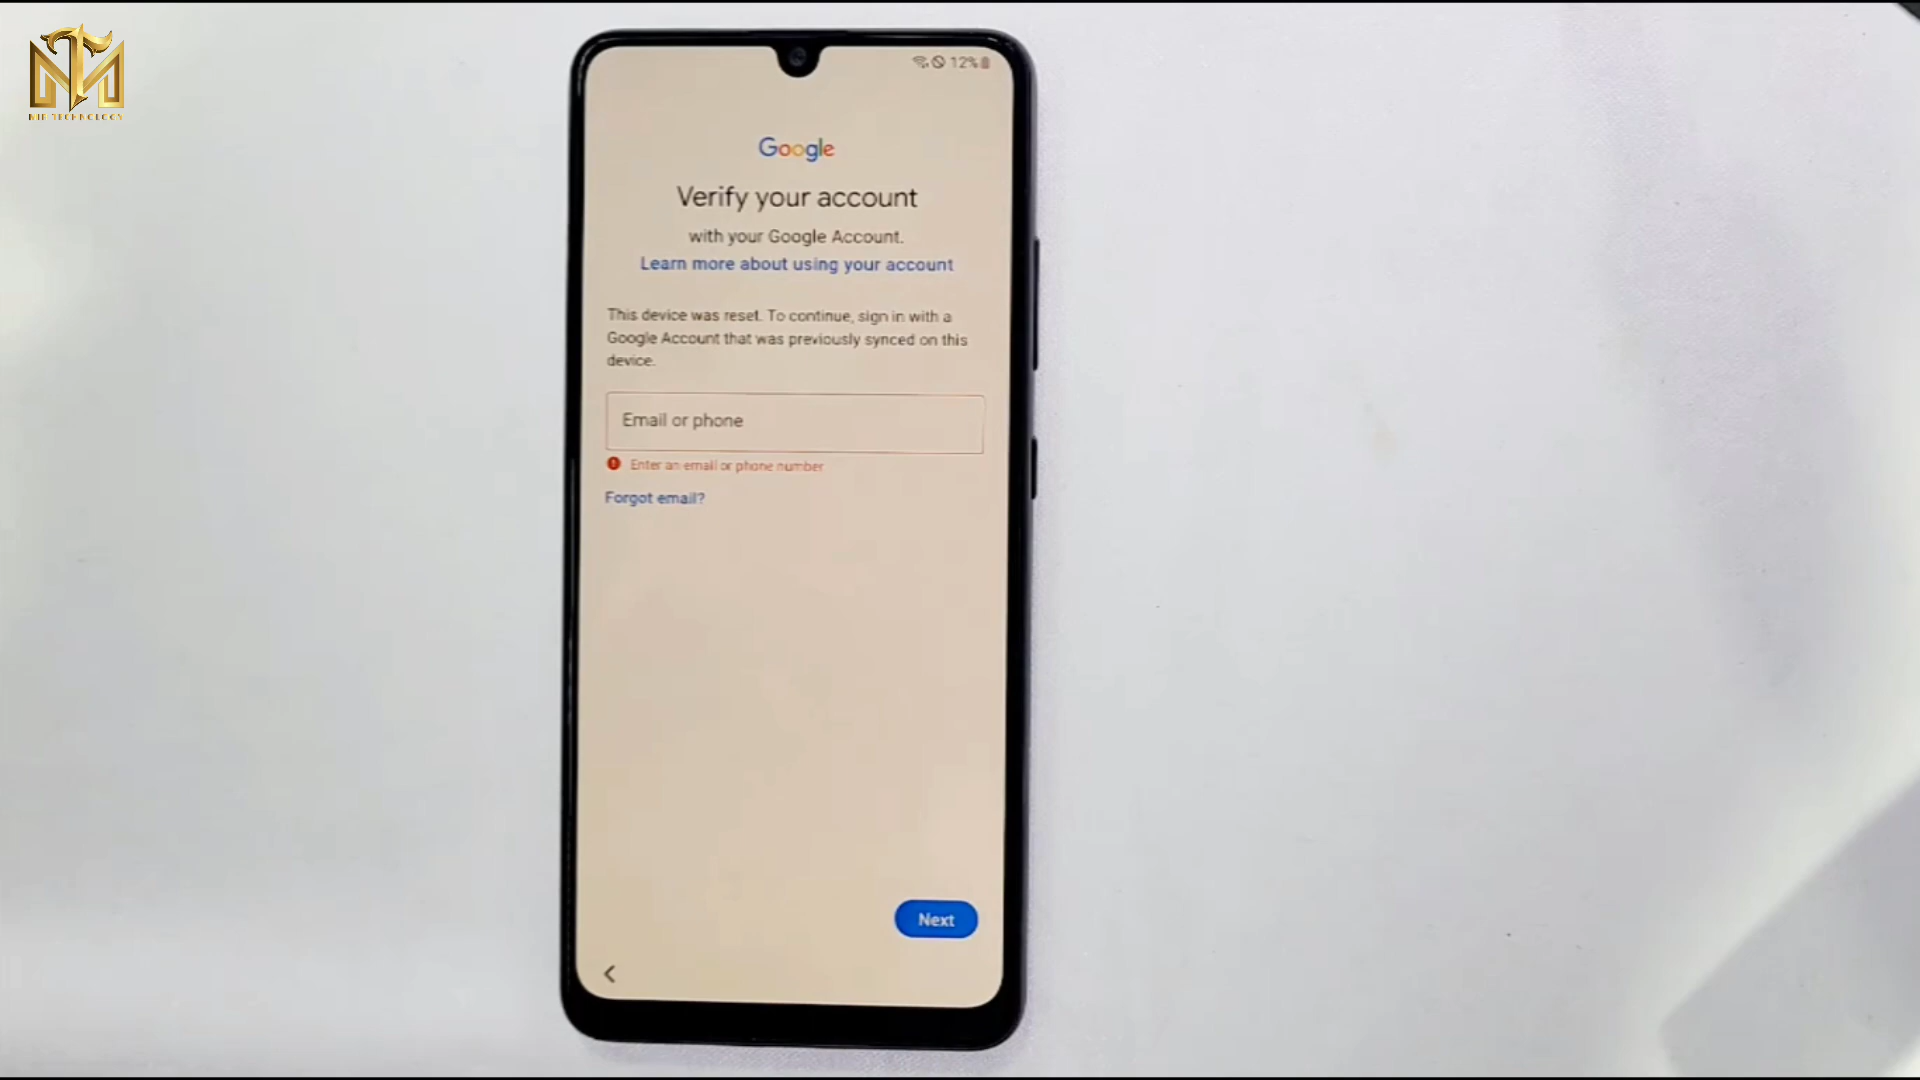 12%
Google
Verify your account
with your Google Account.
Learn more about using your account
This device was reset. To continue, sign in with a
Google Account that was previously synced on this
device.
Email or phone
Enter an email or phone number
Forgot email?
Next